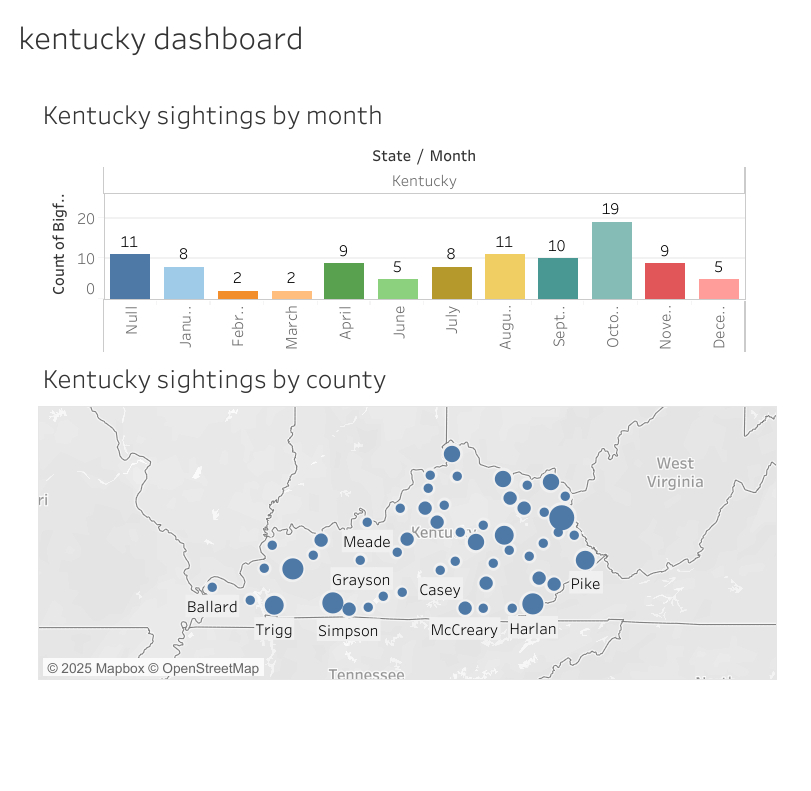 kentucky dashboard
Kentucky sightings by month
State / Month
Kentucky
Count of Bigf..
20
10
0
11
8
2
2
9
5
8
11
10
19
9
5
Null
Janu..
Febr..
March
April
June
July
Augu..
Sept..
Octo..
Nove..
Dece..
Kentucky sightings by county
West
Virginia
ri
Kentu
Meade
Grayson
Casey
Pike
Ballard
Trigg
Simpson
McCreary
Harlan
© 2025 Mapbox © OpenStreetMap
Tennessee